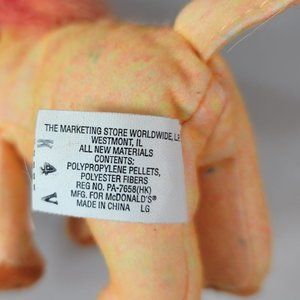 THE MARKETING STORE WORLDWIDE, L.P.
WESTMONT, IL
ALL NEW MATERIALS
CONTENTS:
POLYPROPYLENE PELLETS,
POLYESTER FIBERS
REG NO. PA-7658(HK)
MFG. FOR McDONALD'S®
MADE IN CHINA LG